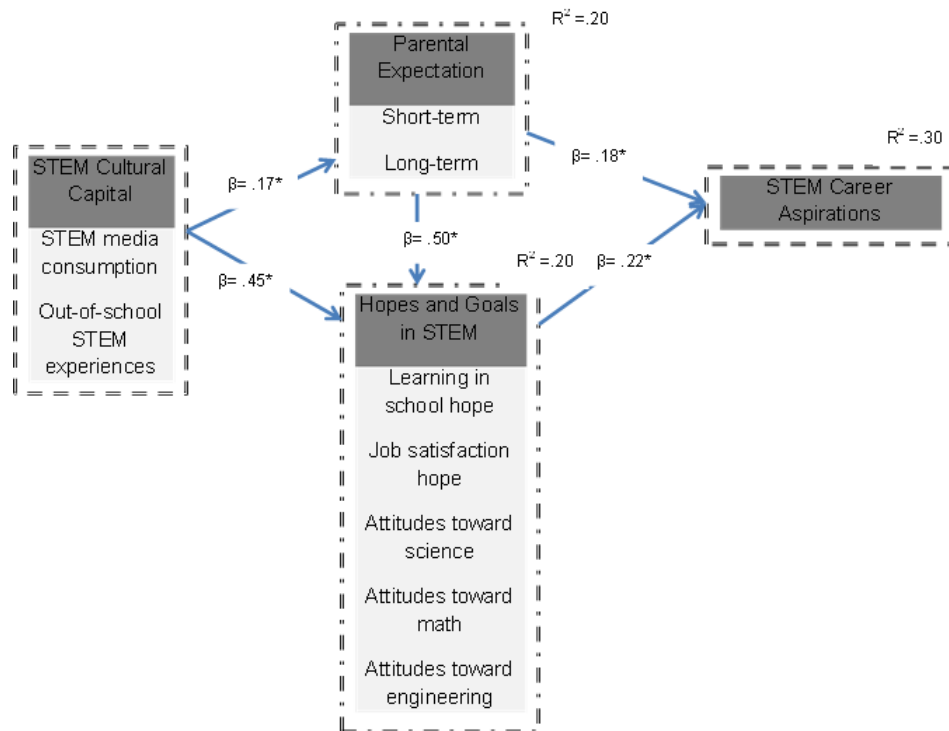 R² =.20
Parental
Expectation
Short-term
Long-term
R² =.30
STEM Cultural
Capital
STEM media
consumption
Out-of-school
STEM
experiences
β= .17*
β= .18*
STEM Career
Aspirations
β= .50*
β= .45*
R² =.20
β= .22*
Hopes and Goals
in STEM
Learning in
school hope
Job satisfaction
hope
Attitudes toward
science
Attitudes toward
math
Attitudes toward
engineering